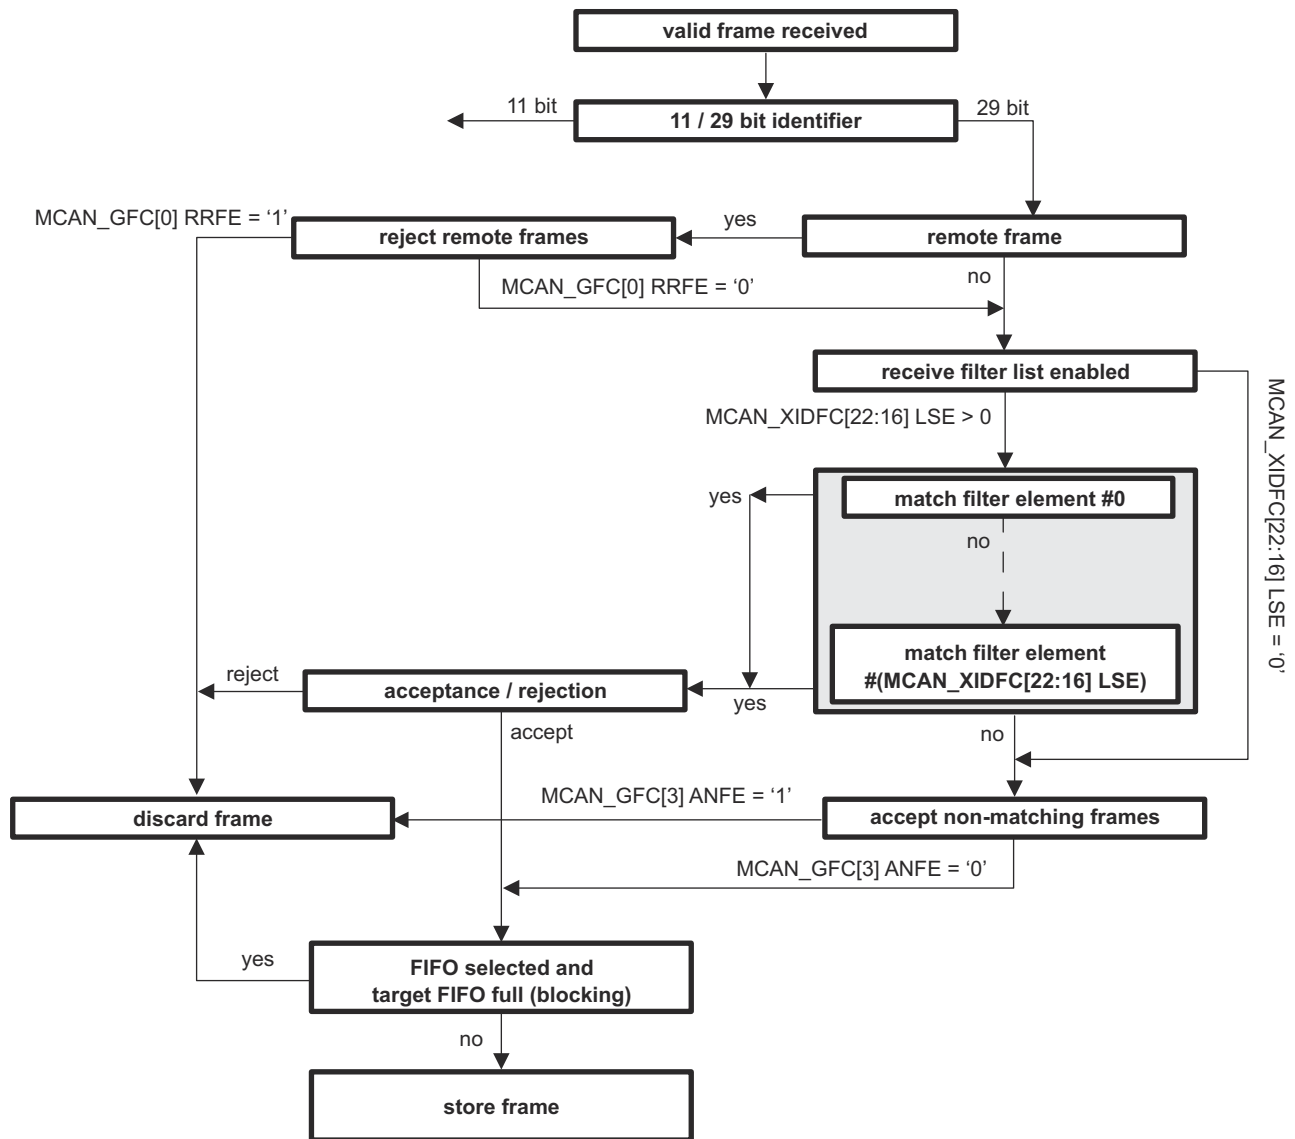 valid frame received
11 bit
11 / 29 bit identifier
29 bit
MCAN_GFC[0] RRFE = ‘1’
reject remote frames
yes
remote frame
MCAN_GFC[0] RRFE = ‘0’
no
receive filter list enabled
MCAN_XIDFC[22:16] LSE > 0
MCAN_XIDFC[22:16] LSE = ‘0’
yes
match filter element #0
no
match filter element
#(MCAN_XIDFC[22:16] LSE)
reject
acceptance / rejection
yes
accept
no
discard frame
MCAN_GFC[3] ANFE = ‘1’
accept non-matching frames
MCAN_GFC[3] ANFE = ‘0’
yes
FIFO selected and
target FIFO full (blocking)
no
store frame